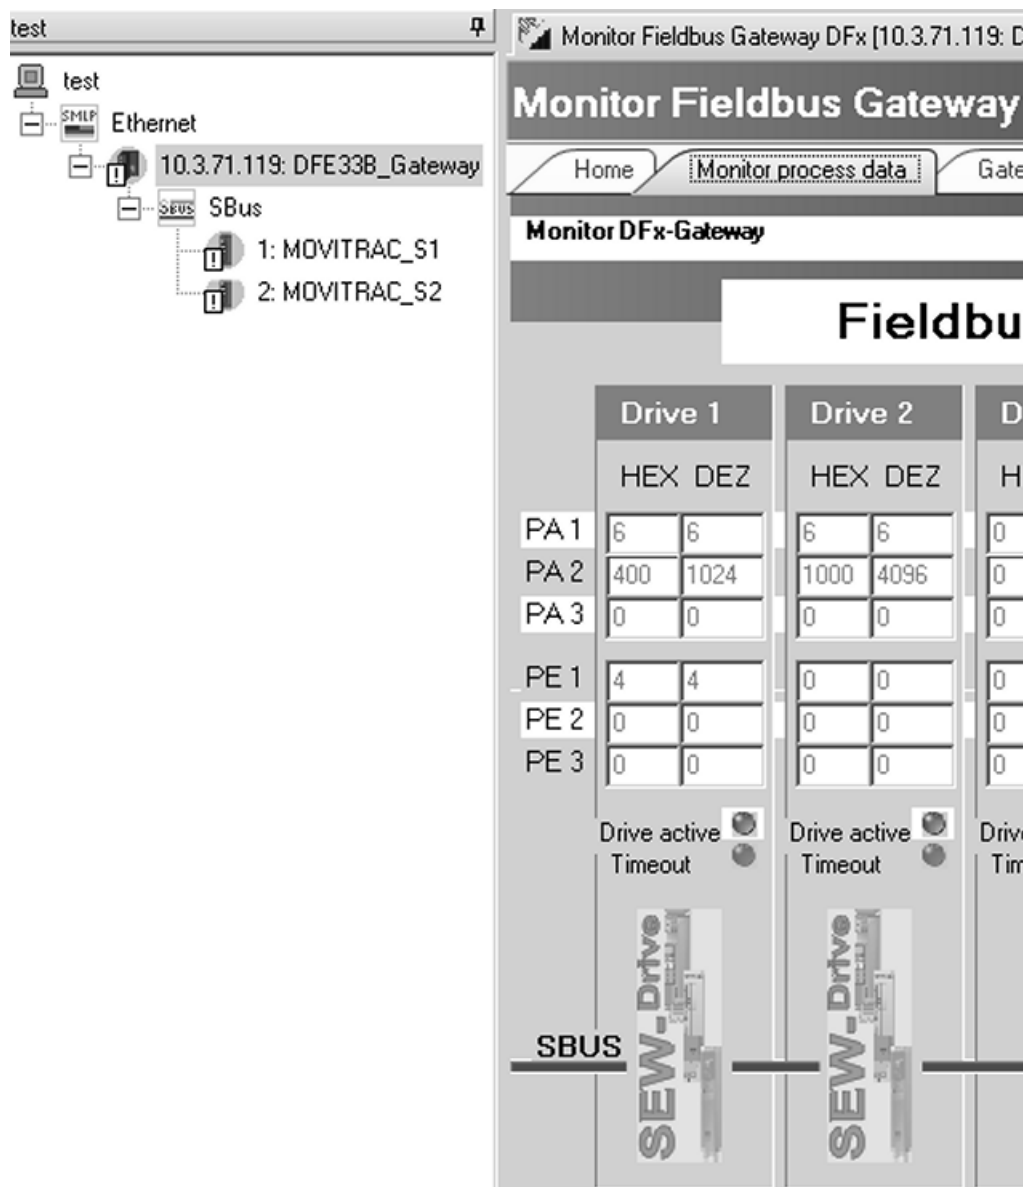 test
test
SMLP
Ethernet
10.3.71.119: DFE33B_Gateway
SBUS SBus
1: MOVITRAC_S1
2: MOVITRAC_S2
Monitor Fieldbus Gateway DFx [10.3.71.119: D
Monitor Fieldbus Gateway
Home Monitor process data Gate
Monitor DFx-Gateway
Fieldbu
Drive 1 Drive 2 D
HEX DEZ HEX DEZ H
PA 1 6 6 6 6 0
PA 2 400 1024 1000 4096 0
PA 3 0 0 0 0 0
PE 1 4 4 0 0 0
PE 2 0 0 0 0 0
PE 3 0 0 0 0 0
Drive active Drive active Drive
Timeout Timeout Tim
SEW-Drive SEW-Drive
SBUS